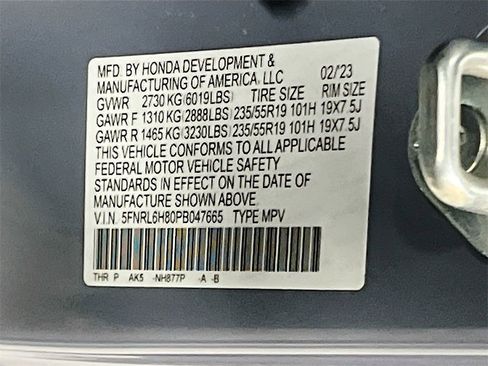 MFD. BY HONDA DEVELOPMENT &
MANUFACTURING OF AMERICA, LLC 02/'23
GVWR 2730 KG (6019LBS) TIRE SIZE RIM SIZE
GAWR F 1310 KG (2888LBS) 235/55R19 101H 19X7.5J
GAWR R 1465 KG (3230LBS) 235/55R19 101H 19X7.5J
THIS VEHICLE CONFORMS TO ALL APPLICABLE
FEDERAL MOTOR VEHICLE SAFETY
STANDARDS IN EFFECT ON THE DATE OF
MANUFACTURE SHOWN ABOVE.
V.I.N. 5FNRL6H80PB047665 TYPE MPV
THR P AK5 -NH877P -A -B